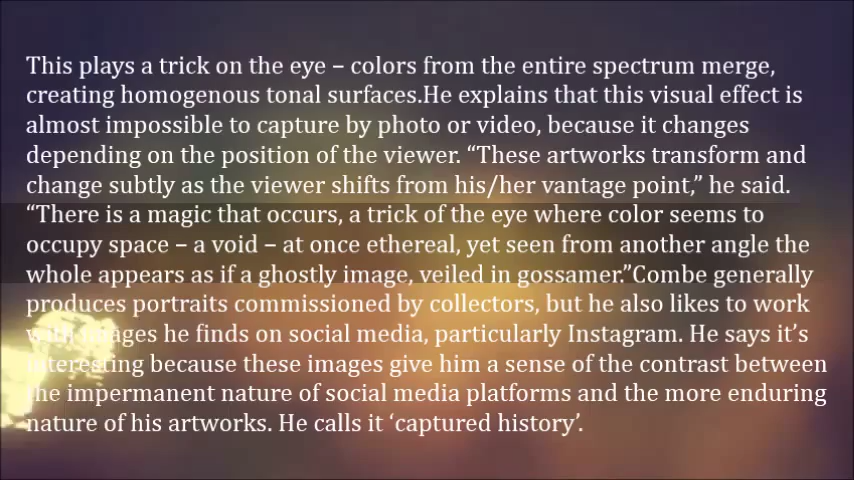 This plays a trick on the eye – colors from the entire spectrum merge,
creating homogenous tonal surfaces.He explains that this visual effect is
almost impossible to capture by photo or video, because it changes
depending on the position of the viewer. “These artworks transform and
change subtly as the viewer shifts from his/her vantage point,” he said.
“There is a magic that occurs, a trick of the eye where color seems to
occupy space – a void – at once ethereal, yet seen from another angle the
whole appears as if a ghostly image, veiled in gossamer.”Combe generally
produces portraits commissioned by collectors, but he also likes to work
with images he finds on social media, particularly Instagram. He says it’s
interesting because these images give him a sense of the contrast between
the impermanent nature of social media platforms and the more enduring
nature of his artworks. He calls it ‘captured history’.